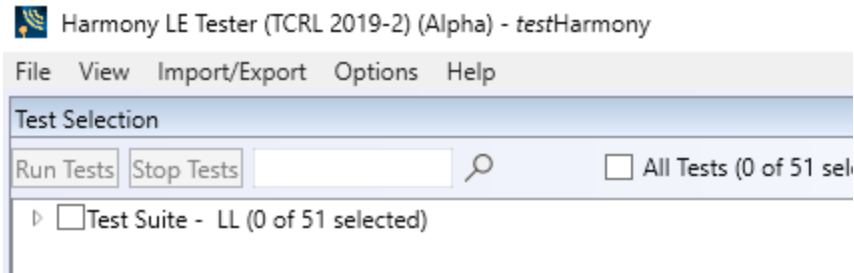 Harmony LE Tester (TCRL 2019-2) (Alpha) - testHarmony
File View Import/Export Options Help
Test Selection
Run Tests Stop Tests All Tests (0 of 51 sel
Test Suite - LL (0 of 51 selected)